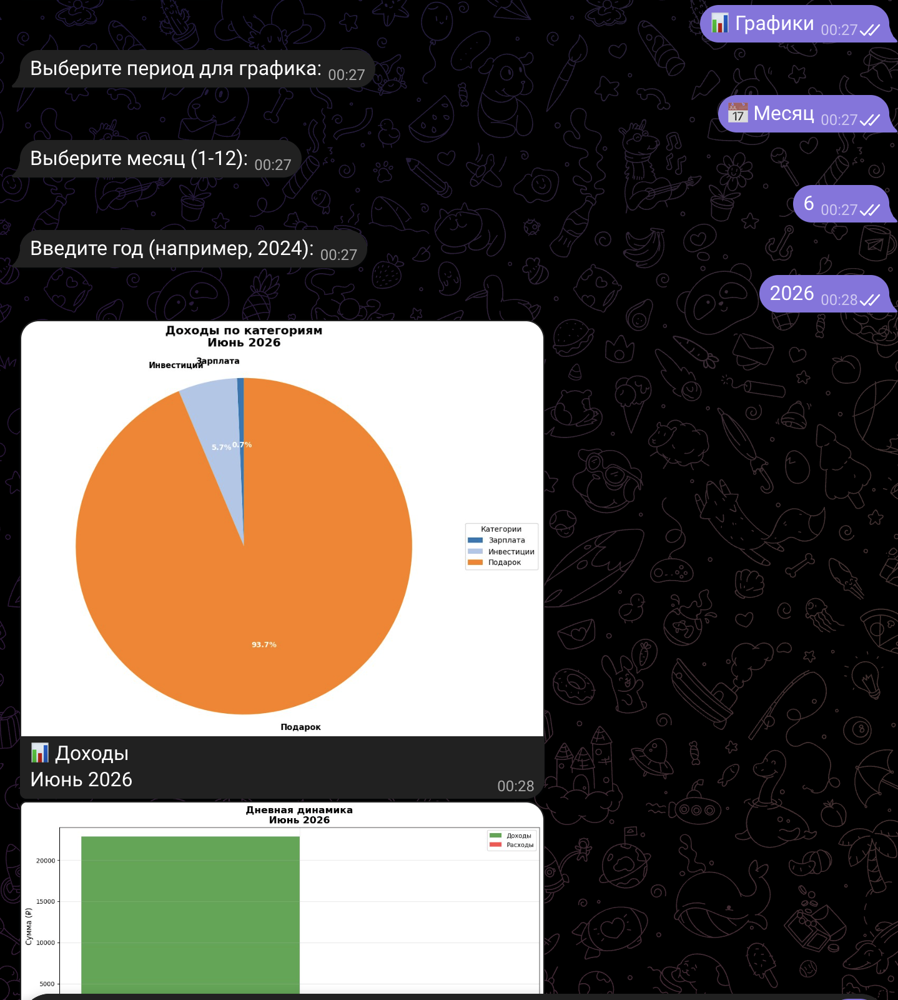 📊 Графики 00:27
Выберите период для графика: 00:27
📅 Месяц 00:27
Выберите месяц (1-12): 00:27
6 00:27
Введите год (например, 2024): 00:27
2026 00:28
Доходы по категориям
Июнь 2026
Инвестиции
Зарплата
5.7%
0.7%
Категории
Зарплата
Инвестиции
Подарок
93.7%
Подарок
📊 Доходы
Июнь 2026
00:28
Дневная динамика
Июнь 2026
Доходы
Расходы
20000
15000
Сумма (₽)
10000
5000